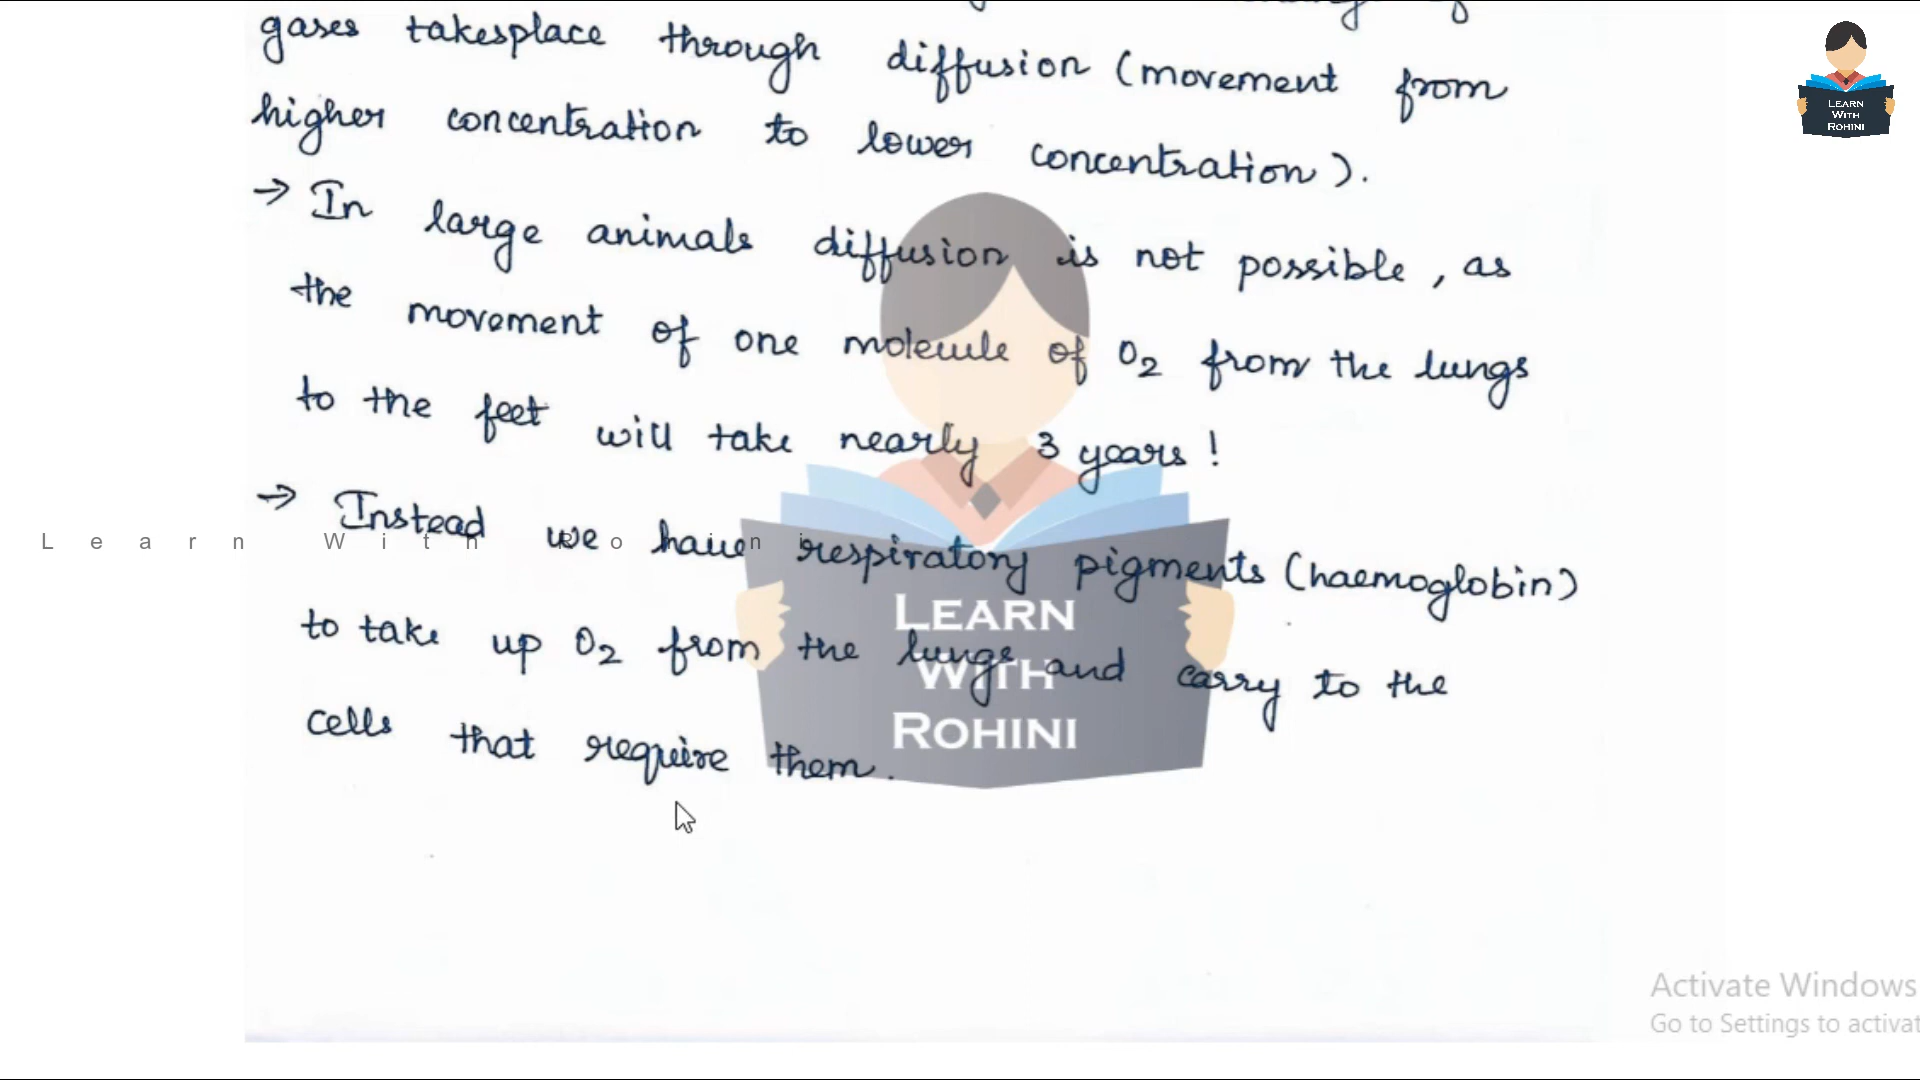 gases takesplace through diffusion (movement from
higher concentration to lower concentration).
→ In large animals diffusion is not possible, as
the movement of one molecule of O₂ from the lungs
to the feet will take nearly 3 years!
→ Instead we have respiratory pigments (haemoglobin)
to take up O₂ from the lungs and carry to the
cells that require them.
LEARN
WITH
ROHINI
Learn With Rohini
LEARN
WITH
ROHINI
Activate Windows
Go to Settings to activat